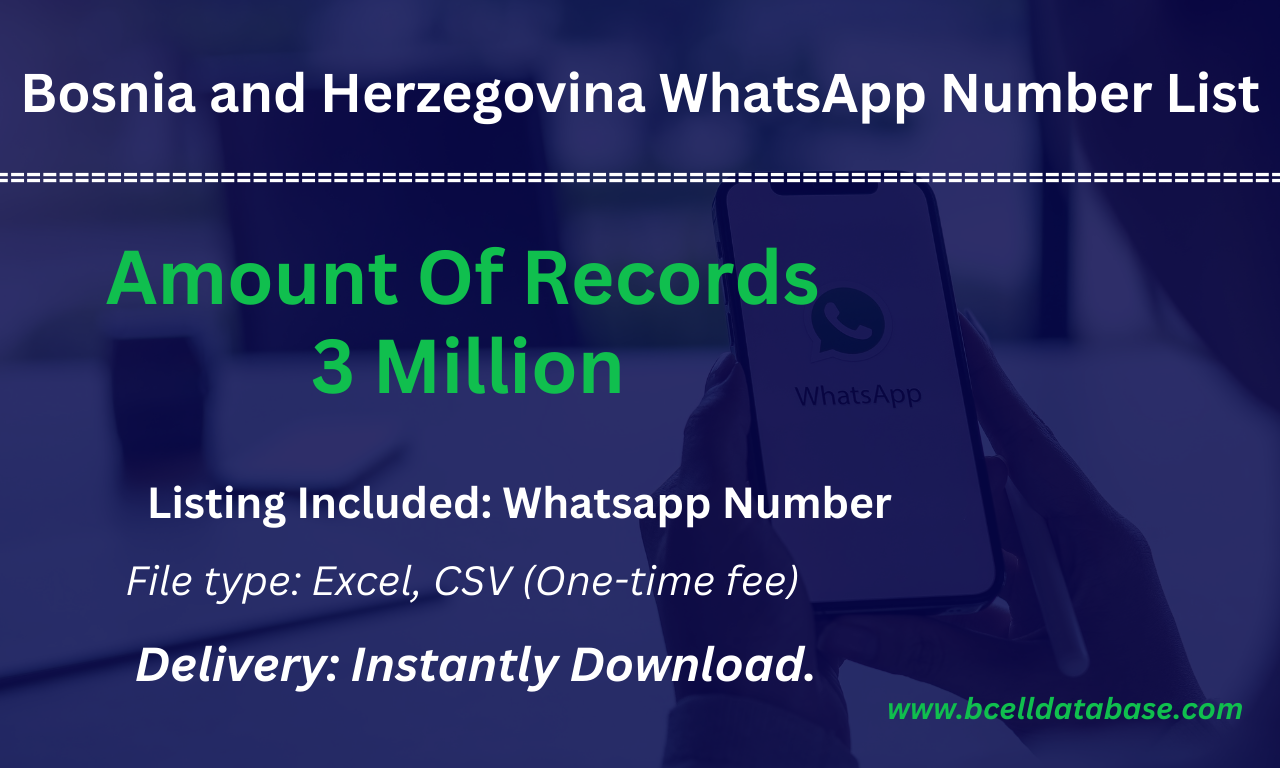 Bosnia and Herzegovina WhatsApp Number List
Amount Of Records
3 Million
WhatsApp
Listing Included: Whatsapp Number
File type: Excel, CSV (One-time fee)
Delivery: Instantly Download.
www.bcelldatabase.com